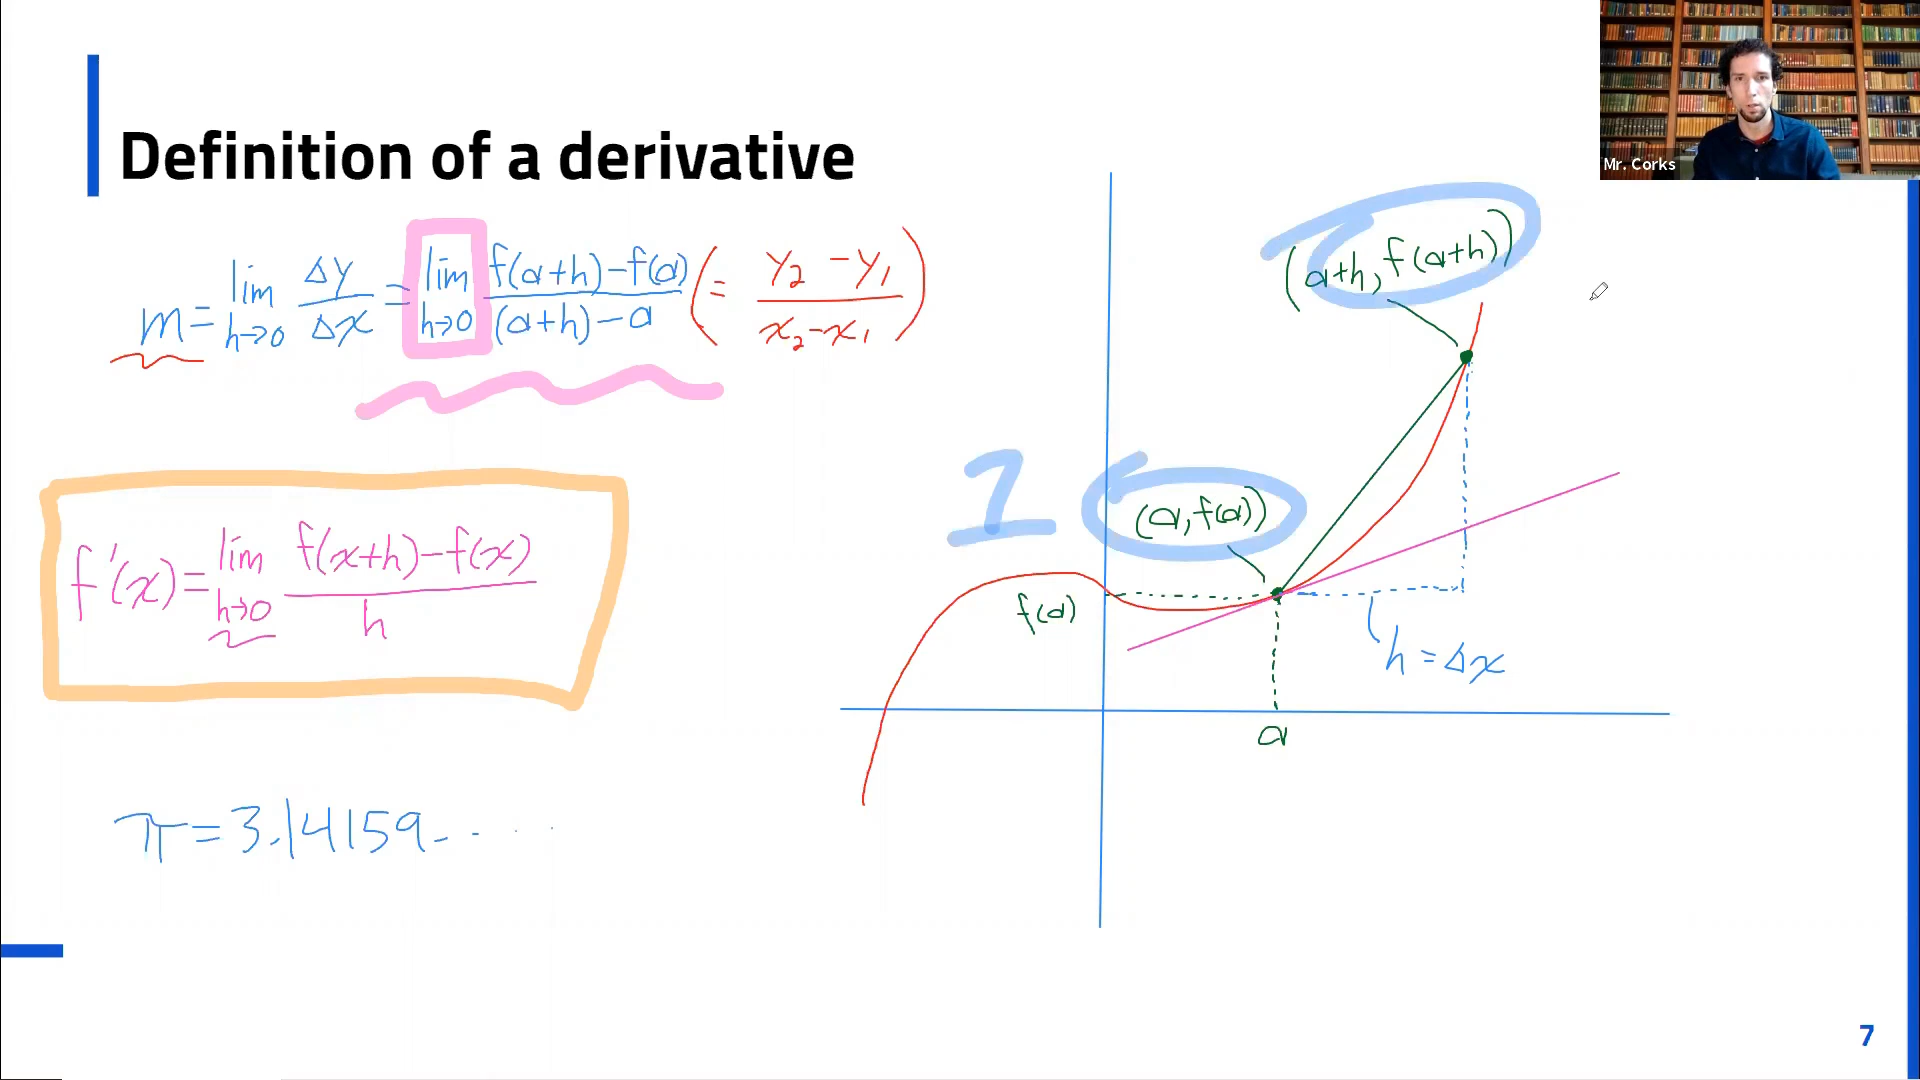 Mr. Corks
Definition of a derivative
m = lim h→0 Δy/Δx = lim h→0 (f(a+h)-f(a))/((a+h)-a) (= (y₂-y₁)/(x₂-x₁))
(a+h, f(a+h))
1
(a, f(a))
f'(x) = lim h→0 (f(x+h)-f(x))/h
f(a)
h = Δx
a
π = 3.14159....
7